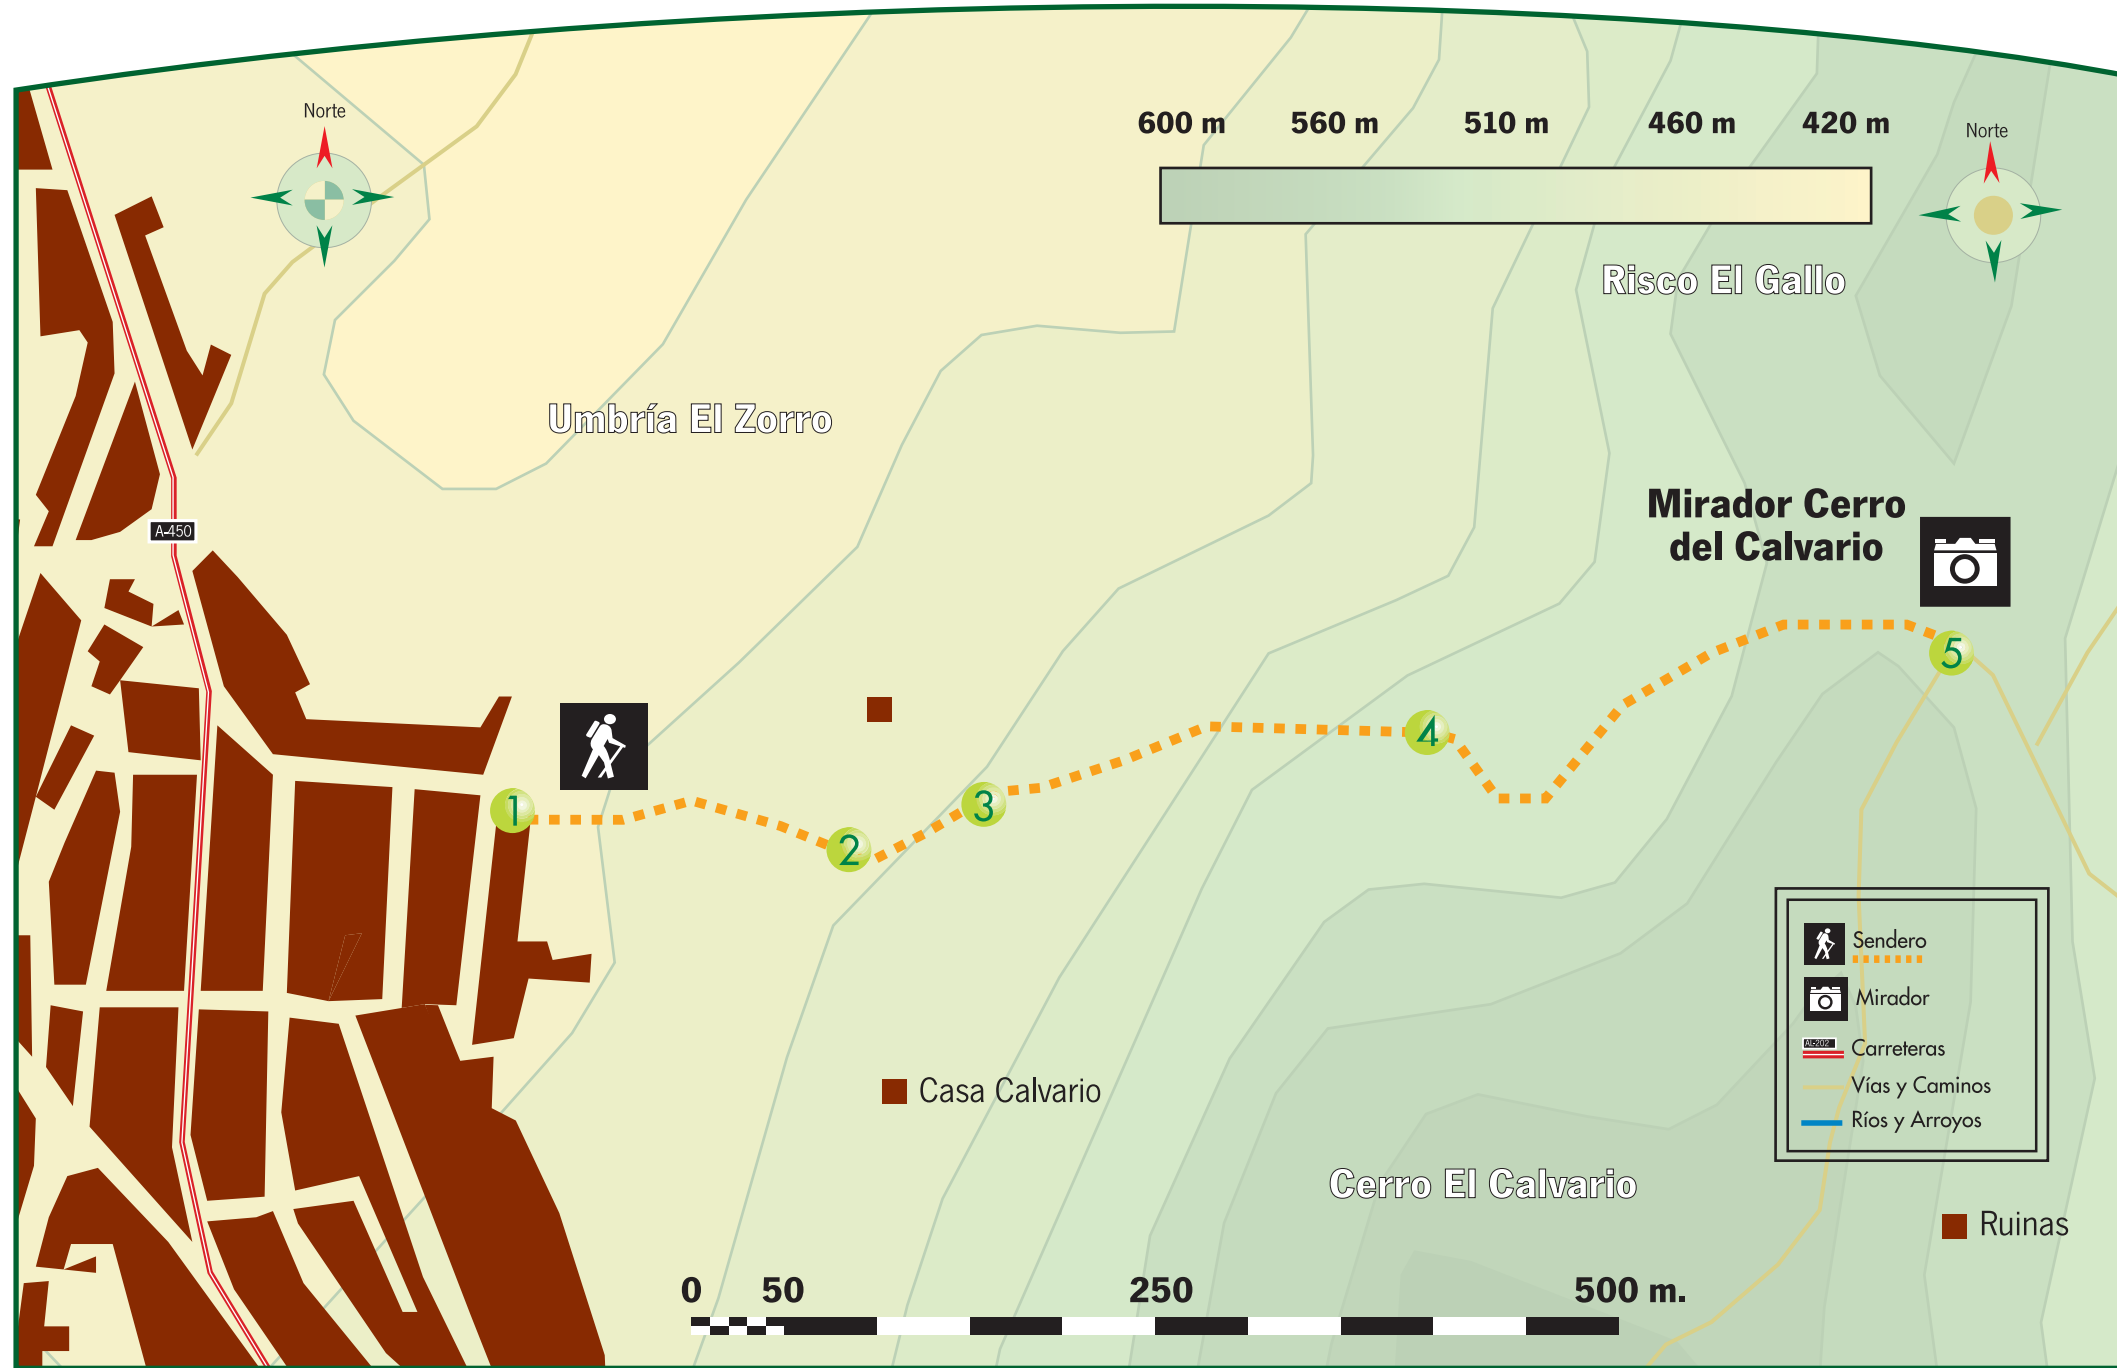 Norte
600 m 560 m 510 m 460 m 420 m
Norte
Risco El Gallo
Umbría El Zorro
Mirador Cerro
del Calvario
A-450
1
2
3
4
5
Sendero
Mirador
AL-202
Carreteras
Vías y Caminos
Ríos y Arroyos
Casa Calvario
Cerro El Calvario
Ruinas
0 50 250 500 m.